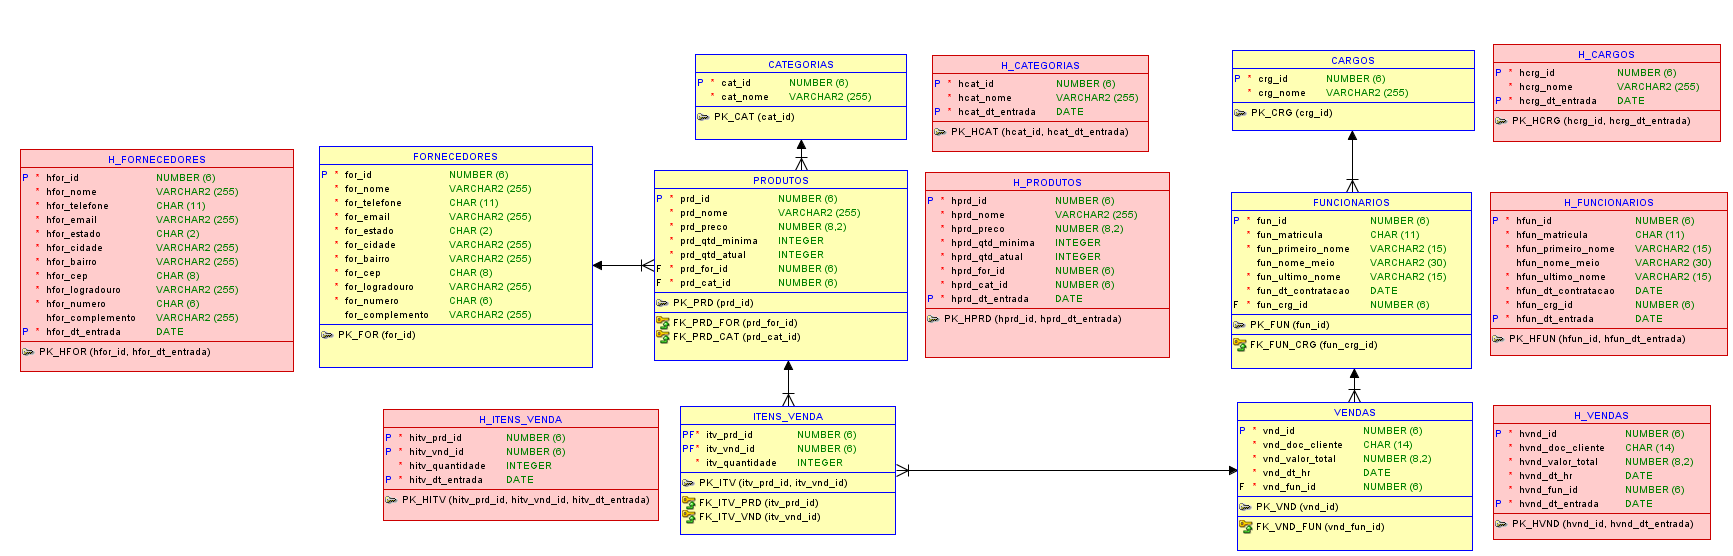 CATEGORIAS
P * cat_id NUMBER (6)
* cat_nome VARCHAR2 (255)
PK_CAT (cat_id)
H_CATEGORIAS
P * hcat_id NUMBER (6)
* hcat_nome VARCHAR2 (255)
P * hcat_dt_entrada DATE
PK_HCAT (hcat_id, hcat_dt_entrada)
CARGOS
P * crg_id NUMBER (6)
* crg_nome VARCHAR2 (255)
PK_CRG (crg_id)
H_CARGOS
P * hcrg_id NUMBER (6)
* hcrg_nome VARCHAR2 (255)
P * hcrg_dt_entrada DATE
PK_HCRG (hcrg_id, hcrg_dt_entrada)
H_FORNECEDORES
P * hfor_id NUMBER (6)
* hfor_nome VARCHAR2 (255)
* hfor_telefone CHAR (11)
* hfor_email VARCHAR2 (255)
* hfor_estado CHAR (2)
* hfor_cidade VARCHAR2 (255)
* hfor_bairro VARCHAR2 (255)
* hfor_cep CHAR (8)
* hfor_logradouro VARCHAR2 (255)
* hfor_numero CHAR (6)
hfor_complemento VARCHAR2 (255)
P * hfor_dt_entrada DATE
PK_HFOR (hfor_id, hfor_dt_entrada)
FORNECEDORES
P * for_id NUMBER (6)
* for_nome VARCHAR2 (255)
* for_telefone CHAR (11)
* for_email VARCHAR2 (255)
* for_estado CHAR (2)
* for_cidade VARCHAR2 (255)
* for_bairro VARCHAR2 (255)
* for_cep CHAR (8)
* for_logradouro VARCHAR2 (255)
* for_numero CHAR (6)
for_complemento VARCHAR2 (255)
PK_FOR (for_id)
PRODUTOS
P * prd_id NUMBER (6)
* prd_nome VARCHAR2 (255)
* prd_preco NUMBER (8,2)
* prd_qtd_minima INTEGER
* prd_qtd_atual INTEGER
F * prd_for_id NUMBER (6)
F * prd_cat_id NUMBER (6)
PK_PRD (prd_id)
FK_PRD_FOR (prd_for_id)
FK_PRD_CAT (prd_cat_id)
H_PRODUTOS
P * hprd_id NUMBER (6)
* hprd_nome VARCHAR2 (255)
* hprd_preco NUMBER (8,2)
* hprd_qtd_minima INTEGER
* hprd_qtd_atual INTEGER
* hprd_for_id NUMBER (6)
* hprd_cat_id NUMBER (6)
P * hprd_dt_entrada DATE
PK_HPRD (hprd_id, hprd_dt_entrada)
FUNCIONARIOS
P * fun_id NUMBER (6)
* fun_matricula CHAR (11)
* fun_primeiro_nome VARCHAR2 (15)
fun_nome_meio VARCHAR2 (30)
* fun_ultimo_nome VARCHAR2 (15)
* fun_dt_contratacao DATE
F * fun_crg_id NUMBER (6)
PK_FUN (fun_id)
FK_FUN_CRG (fun_crg_id)
H_FUNCIONARIOS
P * hfun_id NUMBER (6)
* hfun_matricula CHAR (11)
* hfun_primeiro_nome VARCHAR2 (15)
hfun_nome_meio VARCHAR2 (30)
* hfun_ultimo_nome VARCHAR2 (15)
* hfun_dt_contratacao DATE
* hfun_crg_id NUMBER (6)
P * hfun_dt_entrada DATE
PK_HFUN (hfun_id, hfun_dt_entrada)
H_ITENS_VENDA
P * hitv_prd_id NUMBER (6)
P * hitv_vnd_id NUMBER (6)
* hitv_quantidade INTEGER
P * hitv_dt_entrada DATE
PK_HITV (hitv_prd_id, hitv_vnd_id, hitv_dt_entrada)
ITENS_VENDA
PF* itv_prd_id NUMBER (6)
PF* itv_vnd_id NUMBER (6)
* itv_quantidade INTEGER
PK_ITV (itv_prd_id, itv_vnd_id)
FK_ITV_PRD (itv_prd_id)
FK_ITV_VND (itv_vnd_id)
VENDAS
P * vnd_id NUMBER (6)
* vnd_doc_cliente CHAR (14)
* vnd_valor_total NUMBER (8,2)
* vnd_dt_hr DATE
F * vnd_fun_id NUMBER (6)
PK_VND (vnd_id)
FK_VND_FUN (vnd_fun_id)
H_VENDAS
P * hvnd_id NUMBER (6)
* hvnd_doc_cliente CHAR (14)
* hvnd_valor_total NUMBER (8,2)
* hvnd_dt_hr DATE
* hvnd_fun_id NUMBER (6)
P * hvnd_dt_entrada DATE
PK_HVND (hvnd_id, hvnd_dt_entrada)